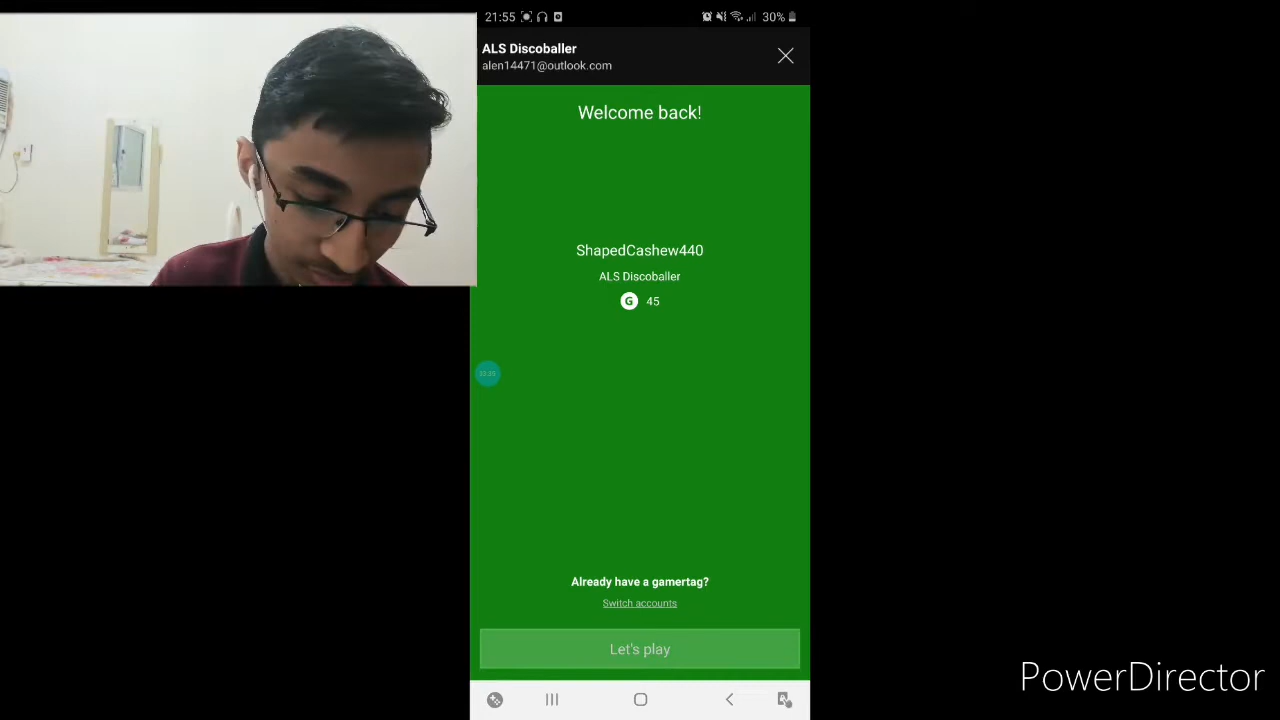 21:55
30%
ALS Discoballer
alen14471@outlook.com
Welcome back!
ShapedCashew440
ALS Discoballer
G 45
Already have a gamertag?
Switch accounts
Let's play
PowerDirector